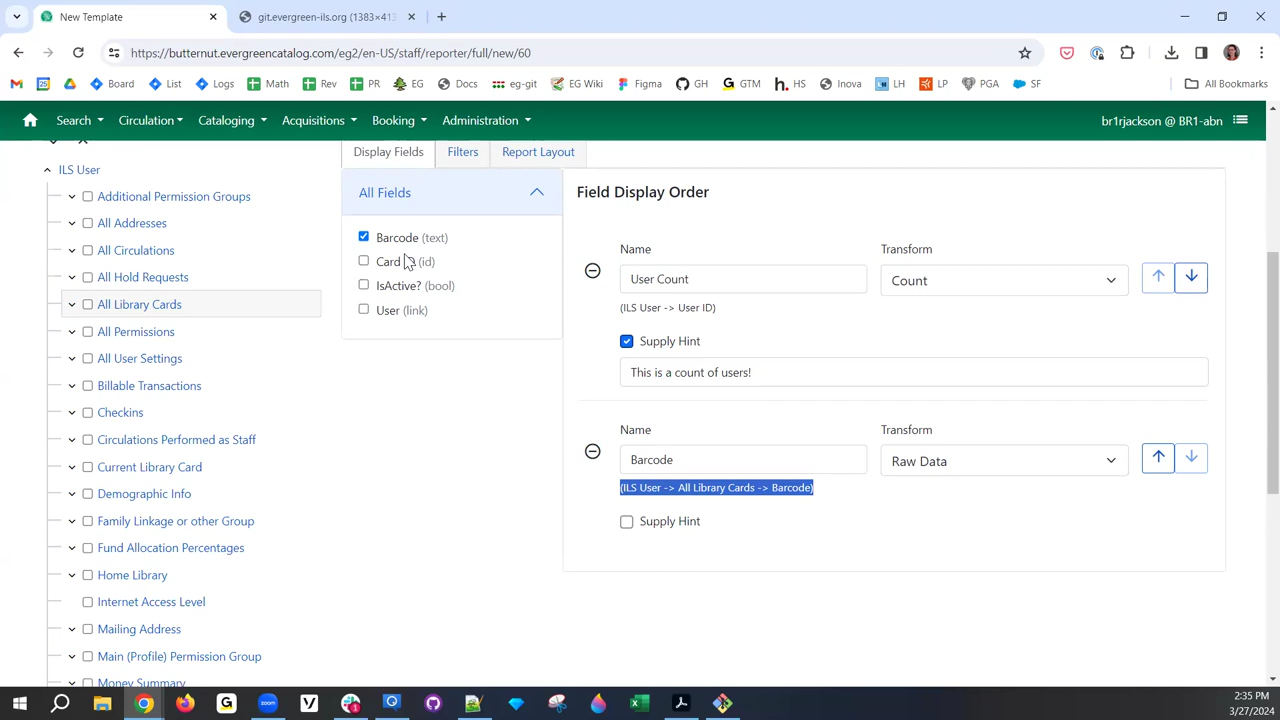 New Template
git.evergreen-ils.org (1383×43
https://butternut.evergreencatalog.com/eg2/en-US/staff/reporter/full/new/60
Board
List
Logs
Math
Rev
PR
EG
Docs
eg-git
EG Wiki
Figma
GH
GTM
HS
Inova
LH
LP
PGA
SF
All Bookmarks
Search
Circulation
Cataloging
Acquisitions
Booking
Administration
br1rjackson @ BR1-abn
ILS User
Additional Permission Groups
All Addresses
All Circulations
All Hold Requests
All Library Cards
All Permissions
All User Settings
Billable Transactions
Checkins
Circulations Performed as Staff
Current Library Card
Demographic Info
Family Linkage or other Group
Fund Allocation Percentages
Home Library
Internet Access Level
Mailing Address
Main (Profile) Permission Group
Money Summary
Display Fields
Filters
Report Layout
All Fields
Barcode (text)
Card (id)
IsActive? (bool)
User (link)
Field Display Order
Name
Transform
User Count
Count
(ILS User -> User ID)
Supply Hint
This is a count of users!
Name
Transform
Barcode
Raw Data
(ILS User -> All Library Cards -> Barcode)
Supply Hint
2:35 PM
3/27/2024